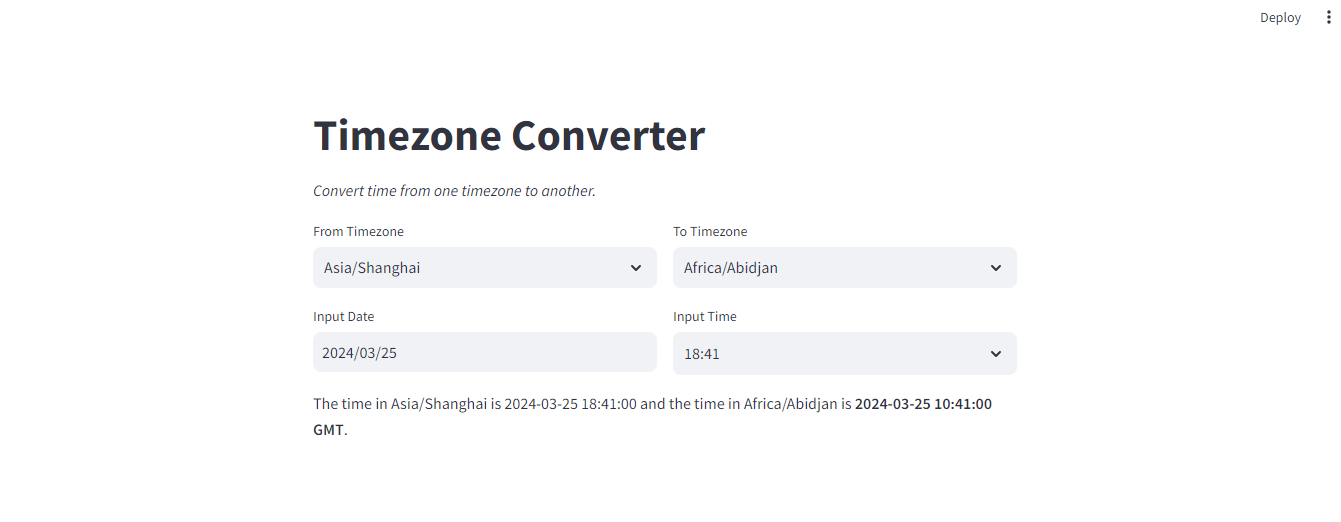 Deploy
Timezone Converter
Convert time from one timezone to another.
From Timezone
To Timezone
Asia/Shanghai
Africa/Abidjan
Input Date
Input Time
2024/03/25
18:41
The time in Asia/Shanghai is 2024-03-25 18:41:00 and the time in Africa/Abidjan is 2024-03-25 10:41:00
GMT.